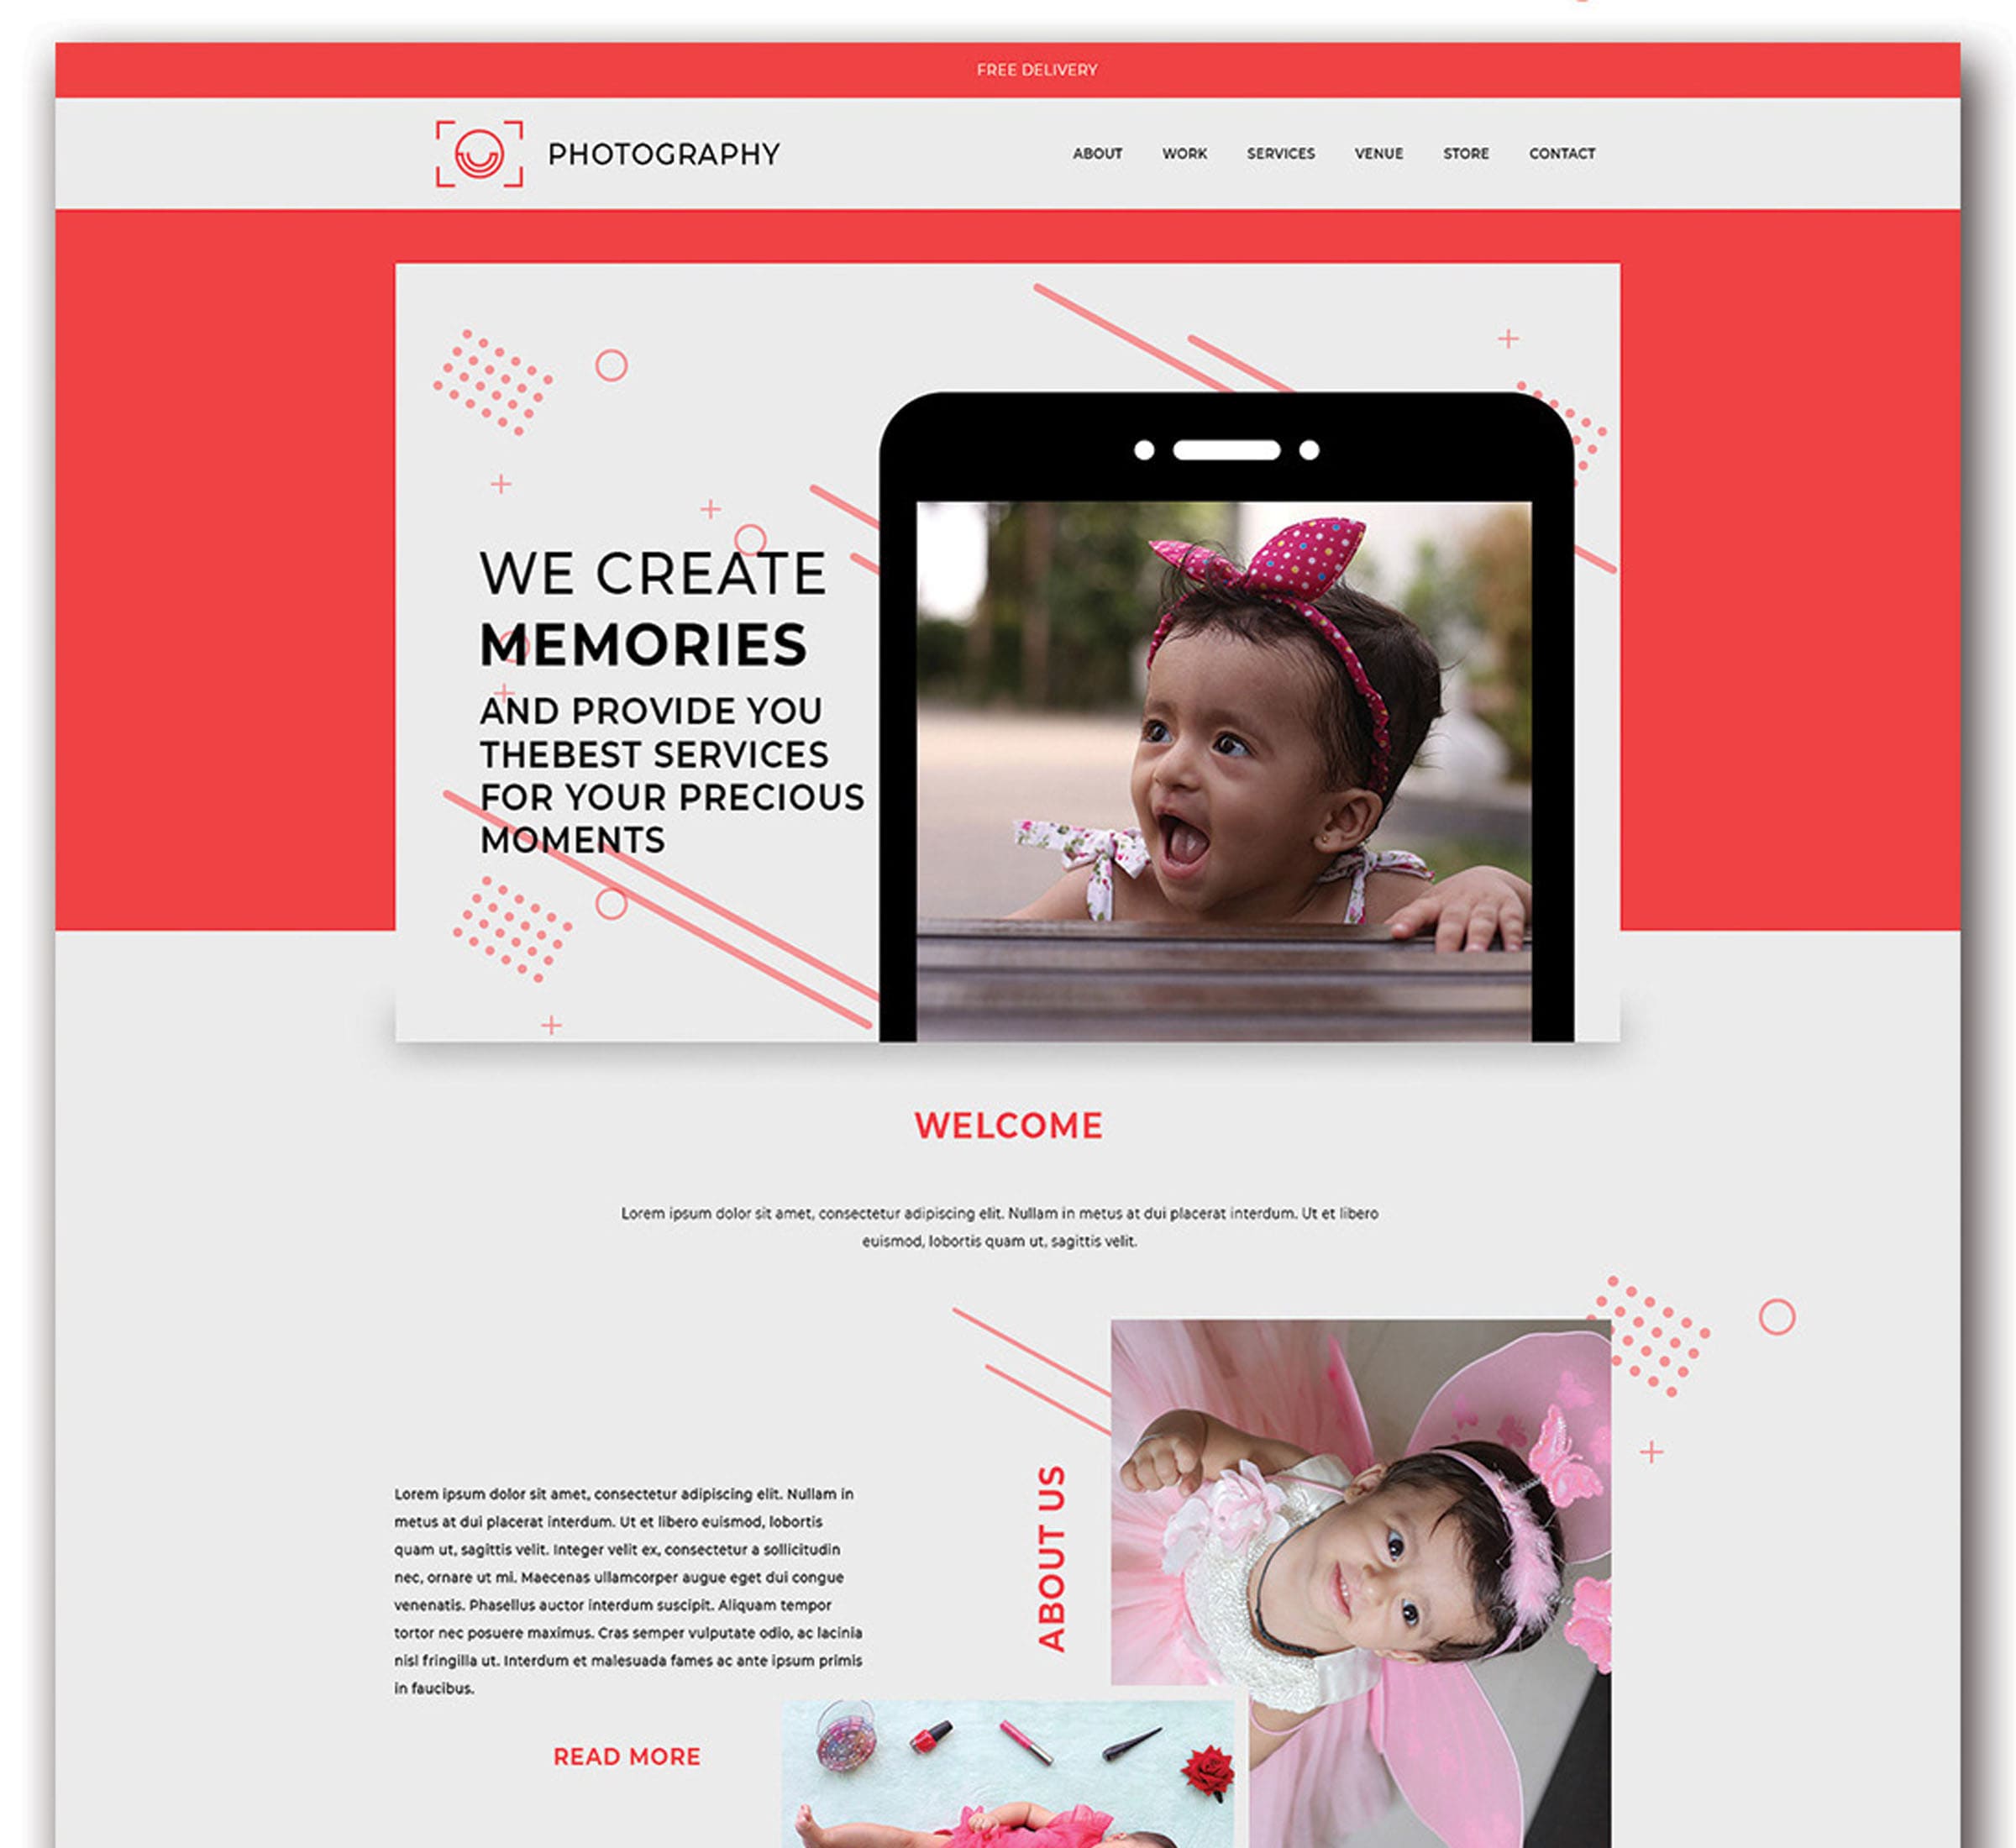 FREE DELIVERY
PHOTOGRAPHY
ABOUT WORK SERVICES VENUE STORE CONTACT
WE CREATE
MEMORIES
AND PROVIDE YOU
THEBEST SERVICES
FOR YOUR PRECIOUS
MOMENTS
WELCOME
Lorem ipsum dolor sit amet, consectetur adipiscing elit. Nullam in metus at dui placerat interdum. Ut et libero
euismod, lobortis quam ut, sagittis velit.
Lorem ipsum dolor sit amet, consectetur adipiscing elit. Nullam in
metus at dui placerat interdum. Ut et libero euismod, lobortis
quam ut, sagittis velit. Integer velit ex, consectetur a sollicitudin
nec, ornare ut mi. Maecenas ullamcorper augue eget dui congue
venenatis. Phasellus auctor interdum suscipit. Aliquam tempor
tortor nec posuere maximus. Cras semper vulputate odio, ac lacinia
nisl fringilla ut. Interdum et malesuada fames ac ante ipsum primis
in faucibus.
READ MORE
ABOUT US